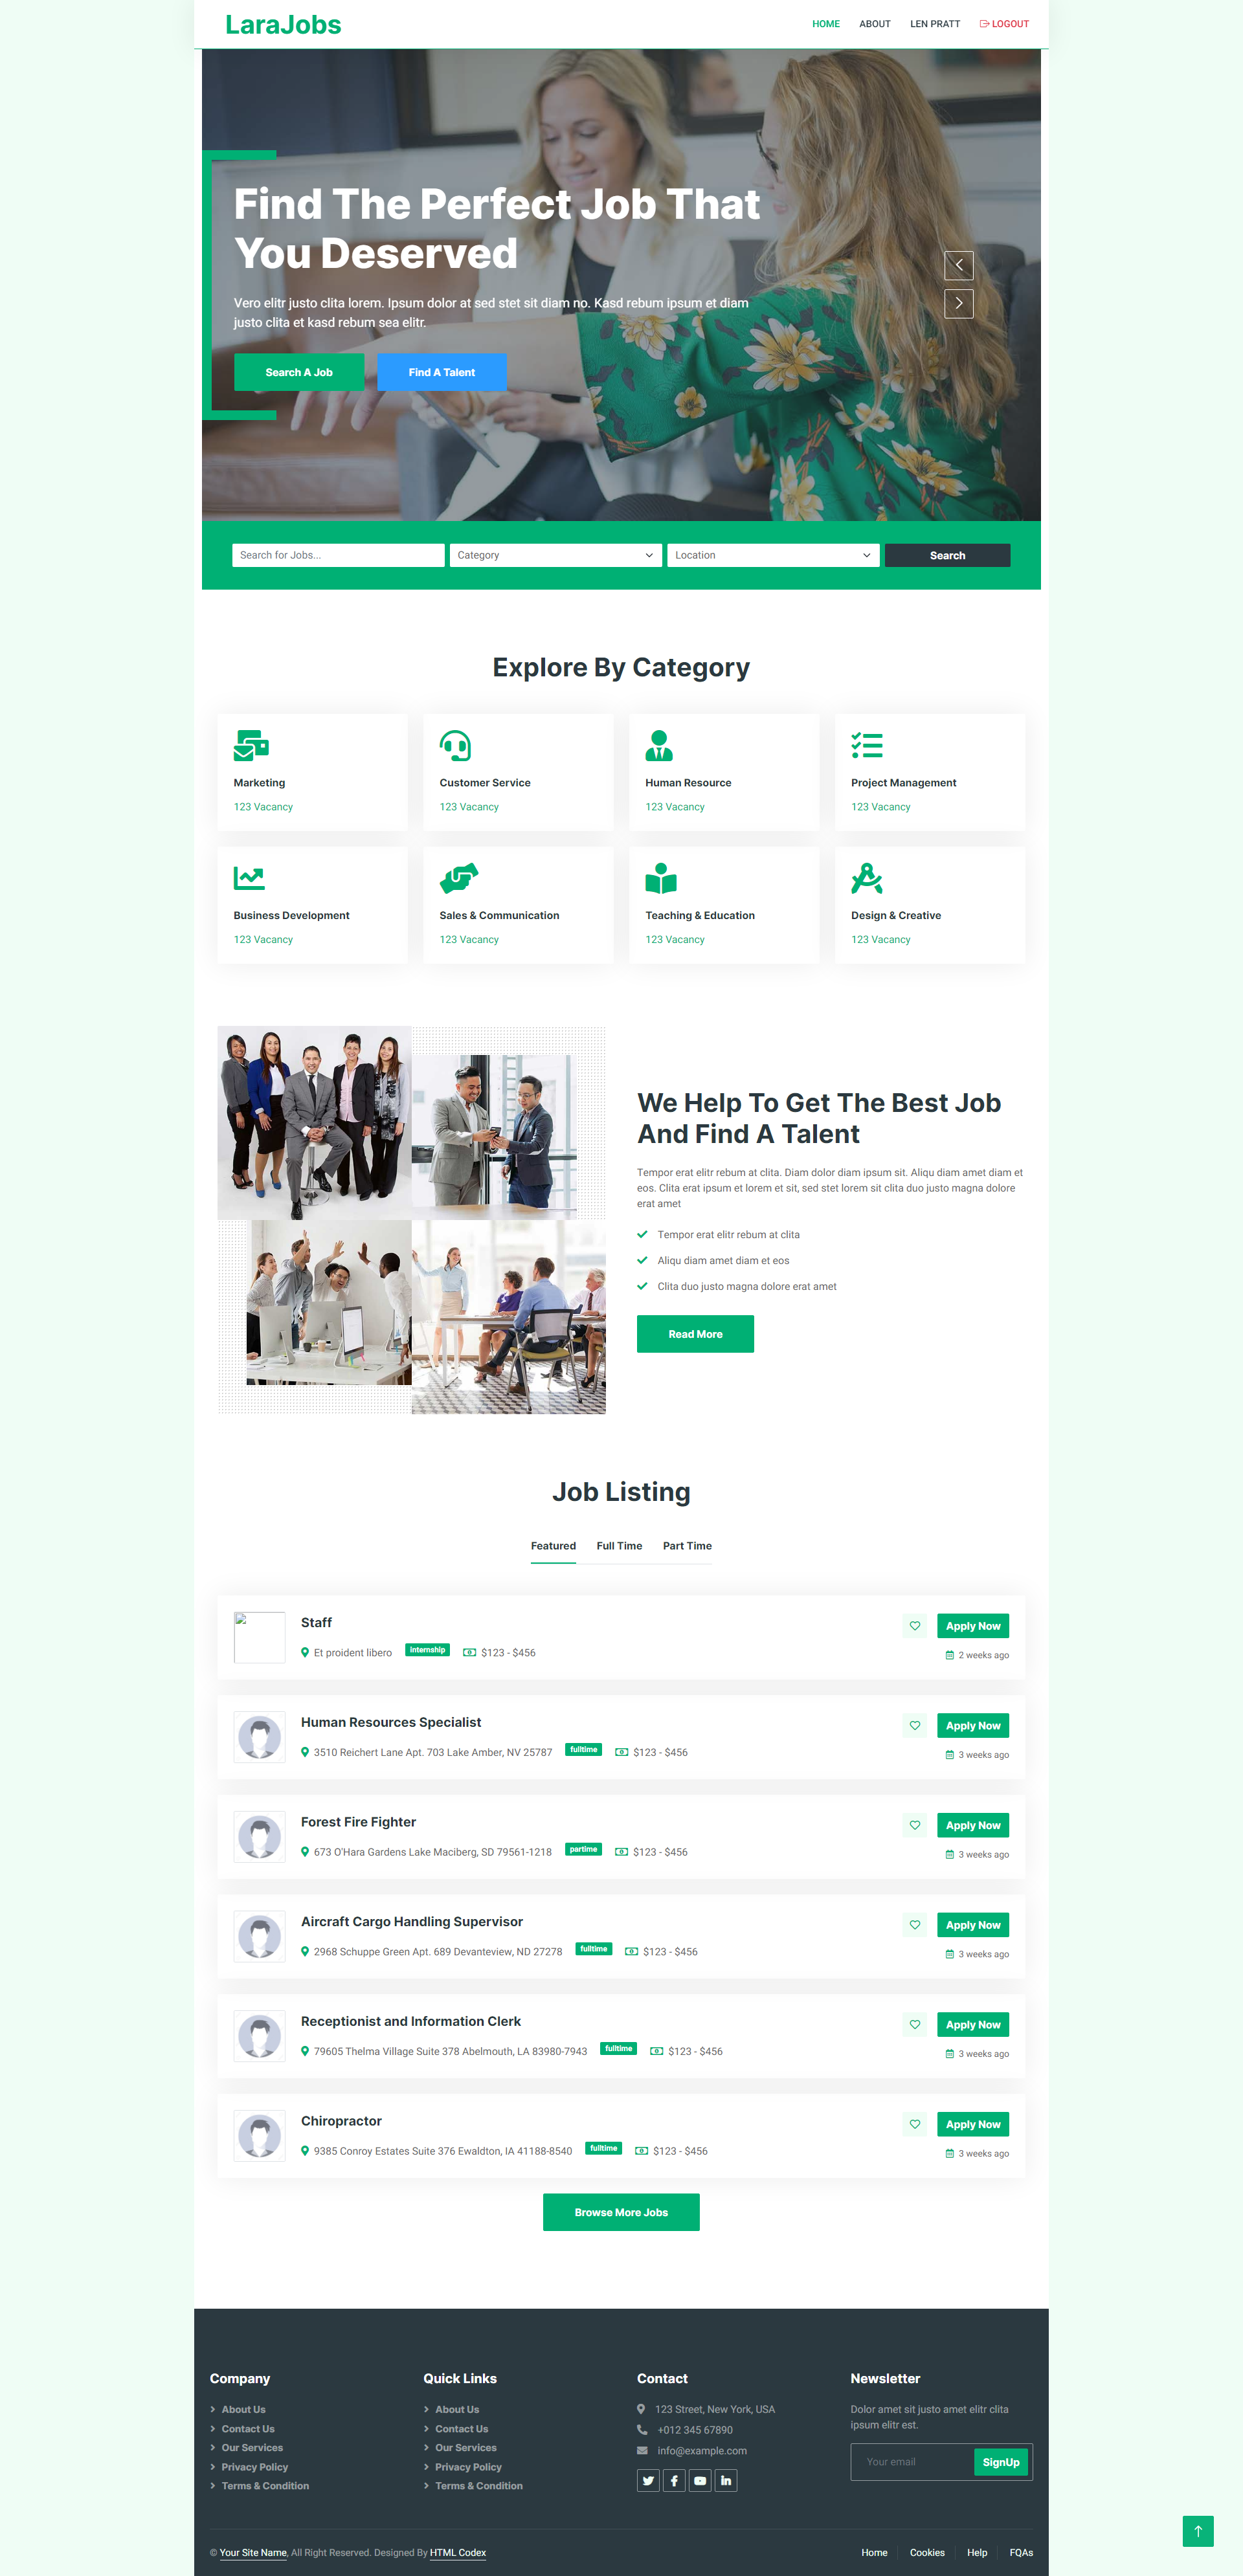 LaraJobs
HOME
ABOUT
LEN PRATT
LOGOUT
Find The Perfect Job That
You Deserved
Vero elitr justo clita lorem. Ipsum dolor at sed stet sit diam no. Kasd rebum ipsum et diam
justo clita et kasd rebum sea elitr.
Search A Job
Find A Talent
Search for Jobs...
Category
Location
Search
Explore By Category
Marketing
123 Vacancy
Customer Service
123 Vacancy
Human Resource
123 Vacancy
Project Management
123 Vacancy
Business Development
123 Vacancy
Sales & Communication
123 Vacancy
Teaching & Education
123 Vacancy
Design & Creative
123 Vacancy
We Help To Get The Best Job
And Find A Talent
Tempor erat elitr rebum at clita. Diam dolor diam ipsum sit. Aliqu diam amet diam et
eos. Clita erat ipsum et lorem et sit, sed stet lorem sit clita duo justo magna dolore
erat amet
Tempor erat elitr rebum at clita
Aliqu diam amet diam et eos
Clita duo justo magna dolore erat amet
Read More
Job Listing
Featured
Full Time
Part Time
Staff
Et proident libero
internship
$123 - $456
Apply Now
2 weeks ago
Human Resources Specialist
3510 Reichert Lane Apt. 703 Lake Amber, NV 25787
fulltime
$123 - $456
Apply Now
3 weeks ago
Forest Fire Fighter
673 O'Hara Gardens Lake Maciberg, SD 79561-1218
partime
$123 - $456
Apply Now
3 weeks ago
Aircraft Cargo Handling Supervisor
2968 Schuppe Green Apt. 689 Devanteview, ND 27278
fulltime
$123 - $456
Apply Now
3 weeks ago
Receptionist and Information Clerk
79605 Thelma Village Suite 378 Abelmouth, LA 83980-7943
fulltime
$123 - $456
Apply Now
3 weeks ago
Chiropractor
9385 Conroy Estates Suite 376 Ewaldton, IA 41188-8540
fulltime
$123 - $456
Apply Now
3 weeks ago
Browse More Jobs
Company
About Us
Contact Us
Our Services
Privacy Policy
Terms & Condition
Quick Links
About Us
Contact Us
Our Services
Privacy Policy
Terms & Condition
Contact
123 Street, New York, USA
+012 345 67890
info@example.com
Newsletter
Dolor amet sit justo amet elitr clita
ipsum elitr est.
Your email
SignUp
© Your Site Name, All Right Reserved. Designed By HTML Codex
Home
Cookies
Help
FQAs